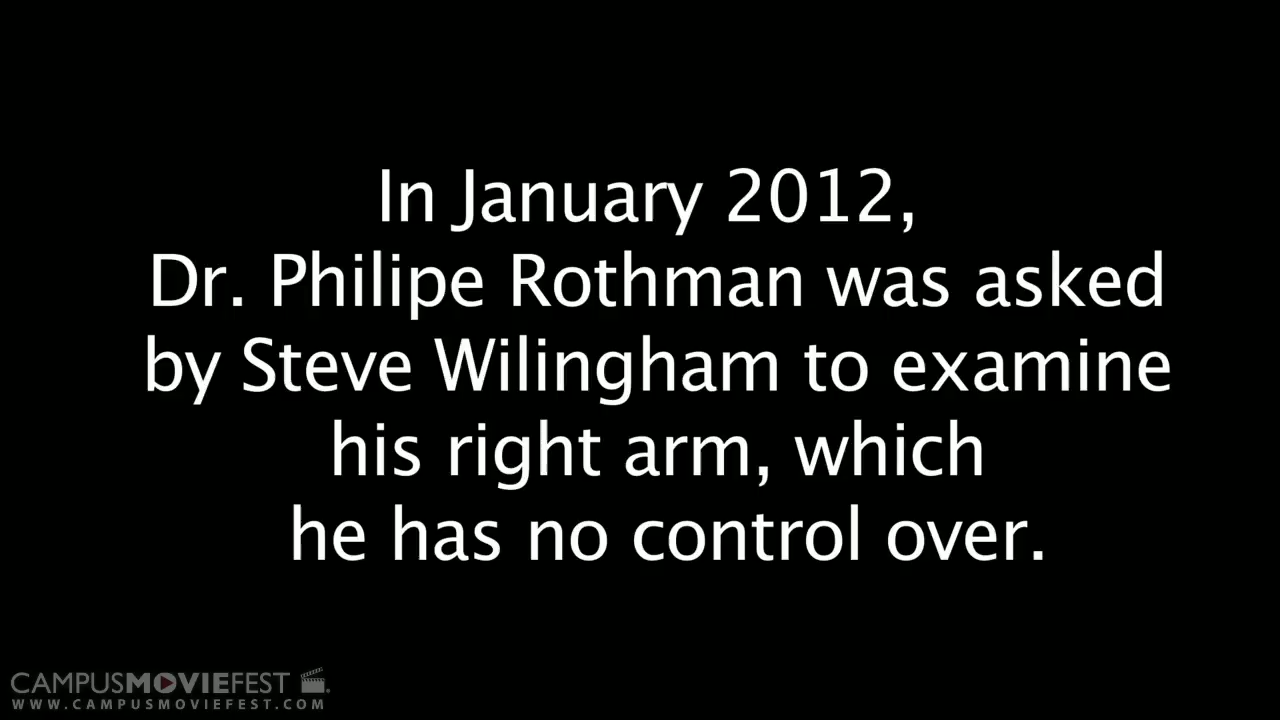 In January 2012,
Dr. Philipe Rothman was asked
by Steve Wilingham to examine
his right arm, which
he has no control over.
CAMPUSMOVIEFEST
WWW.CAMPUSMOVIEFEST.COM